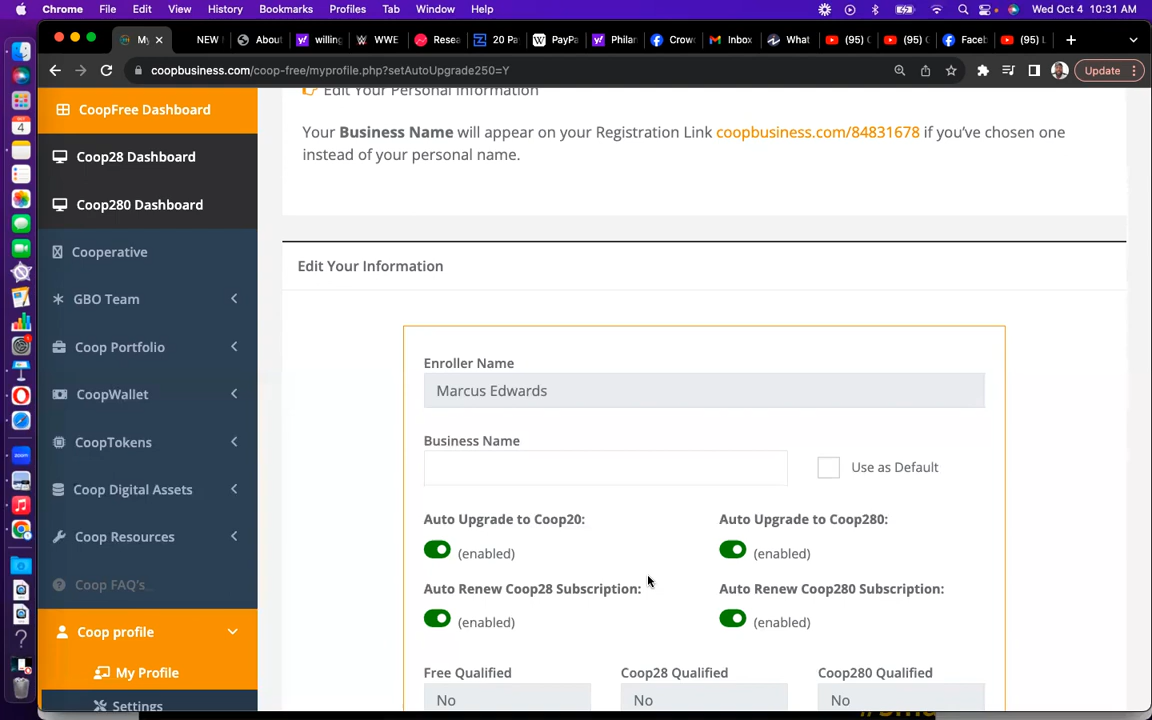 Chrome File Edit View History Bookmarks Profiles Tab Window Help Wed Oct 4 10:31 AM
My NEW Abou willing WWE Resea 20 Pa PayPa Philan Crow Inbox What (95) (95) Faceb (95)
coopbusiness.com/coop-free/myprofile.php?setAutoUpgrade250=Y Update
CoopFree Dashboard
Coop28 Dashboard
Coop280 Dashboard
Cooperative
GBO Team
Coop Portfolio
CoopWallet
CoopTokens
Coop Digital Assets
Coop Resources
Coop FAQ's
Coop profile
My Profile
Settings
Edit Your Personal Information
Your Business Name will appear on your Registration Link coopbusiness.com/84831678 if you've chosen one
instead of your personal name.
Edit Your Information
Enroller Name
Marcus Edwards
Business Name
Use as Default
Auto Upgrade to Coop20: Auto Upgrade to Coop280:
(enabled) (enabled)
Auto Renew Coop28 Subscription: Auto Renew Coop280 Subscription:
(enabled) (enabled)
Free Qualified Coop28 Qualified Coop280 Qualified
No No No